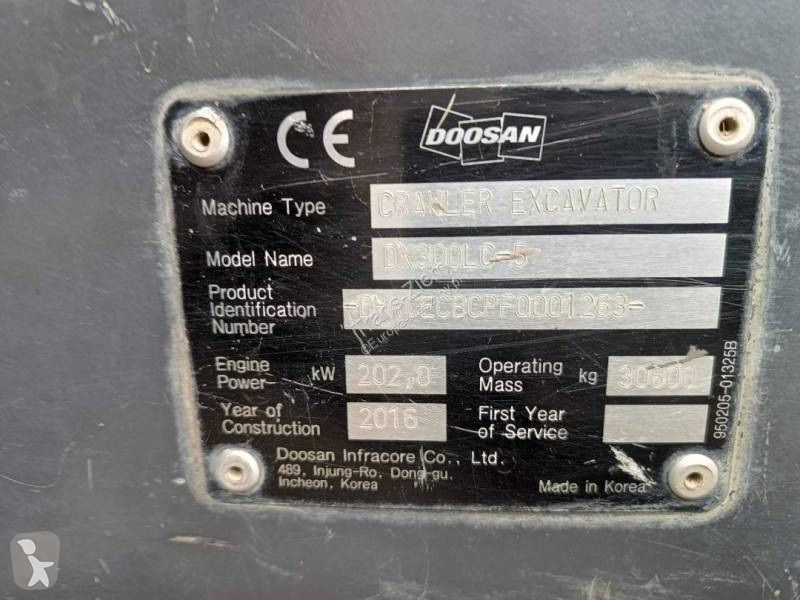 CE
DOOSAN
Machine Type CRAWLER EXCAVATOR
Model Name DX300LC-5
Product
Identification
Number
Engine
Power kW 202,0
Operating
Mass kg 30600
Year of
Construction 2016
First Year
of Service
Doosan Infracore Co., Ltd.
489, Injung-Ro, Dong-gu,
Incheon, Korea
Made in Korea
950205-01325B